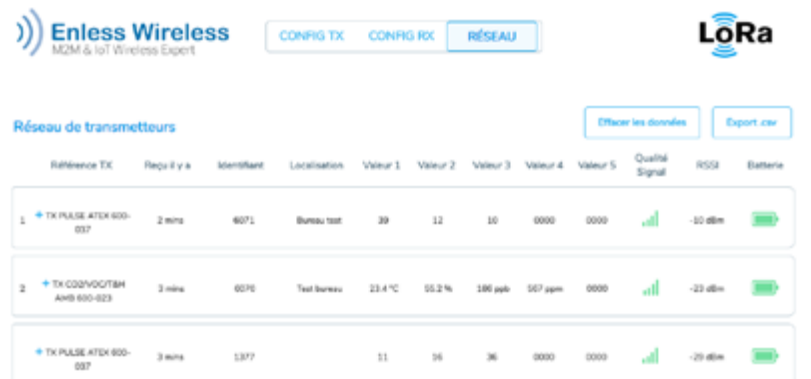 Enless Wireless
M2M & IoT Wireless Expert
CONFIG TX CONFIG RX RÉSEAU
LoRa
Réseau de transmetteurs
Effacer les données Export .csv
Référence TX Reçu il y a Identifiant Localisation Valeur 1 Valeur 2 Valeur 3 Valeur 4 Valeur 5 Qualité Signal RSSI Batterie
1 + TX PULSE ATEX 600-037 2 mins 6071 Bureau test 39 12 10 0000 0000 -10 dBm
2 + TX CO2/VOC/T&H AMB 600-023 3 mins 6070 Test bureau 23.4 °C 55.2 % 186 ppb 507 ppm 0000 -23 dBm
+ TX PULSE ATEX 600-037 3 mins 1377 11 16 36 0000 0000 -29 dBm